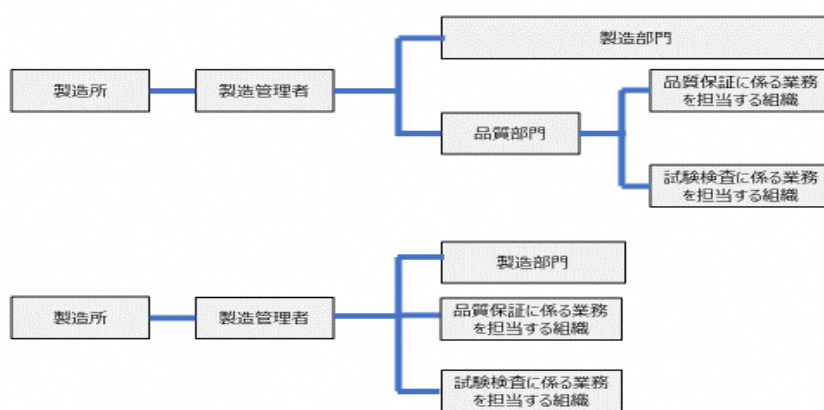 製造部門
製造所
製造管理者
品質部門
品質保証に係る業務
を担当する組織
試験検査に係る業務
を担当する組織
製造部門
製造所
製造管理者
品質保証に係る業務
を担当する組織
試験検査に係る業務
を担当する組織